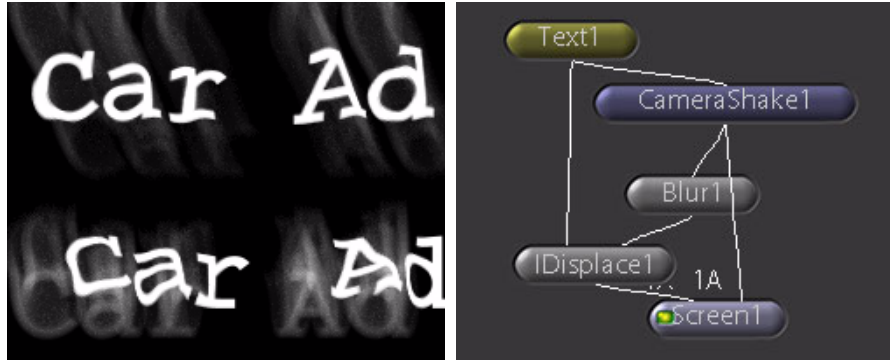 Car Ad
Car Ad
Text1
CameraShake1
Blur1
IDisplace1
1A
Screen1